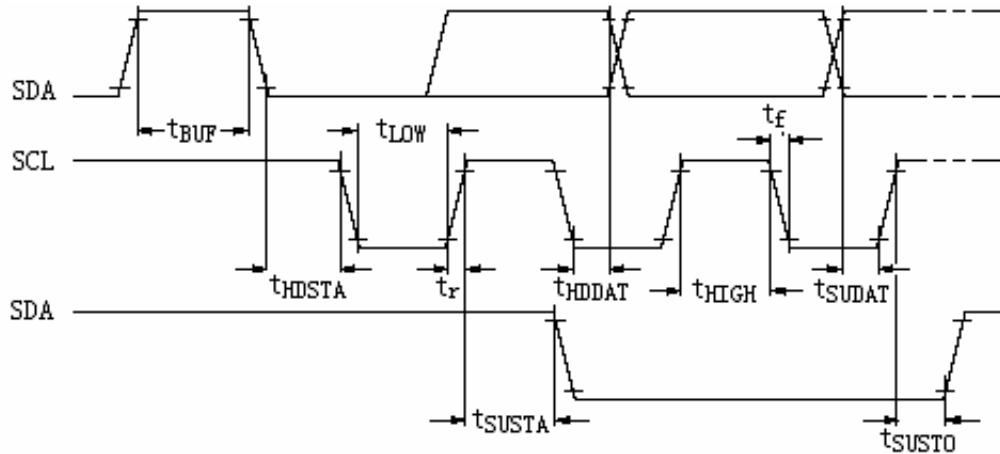 SDA
tBUF
tLOW
tf
SCL
tHDSTA
tr
tHDDAT
tHIGH
tSUDAT
SDA
tSUSTA
tSUSTO